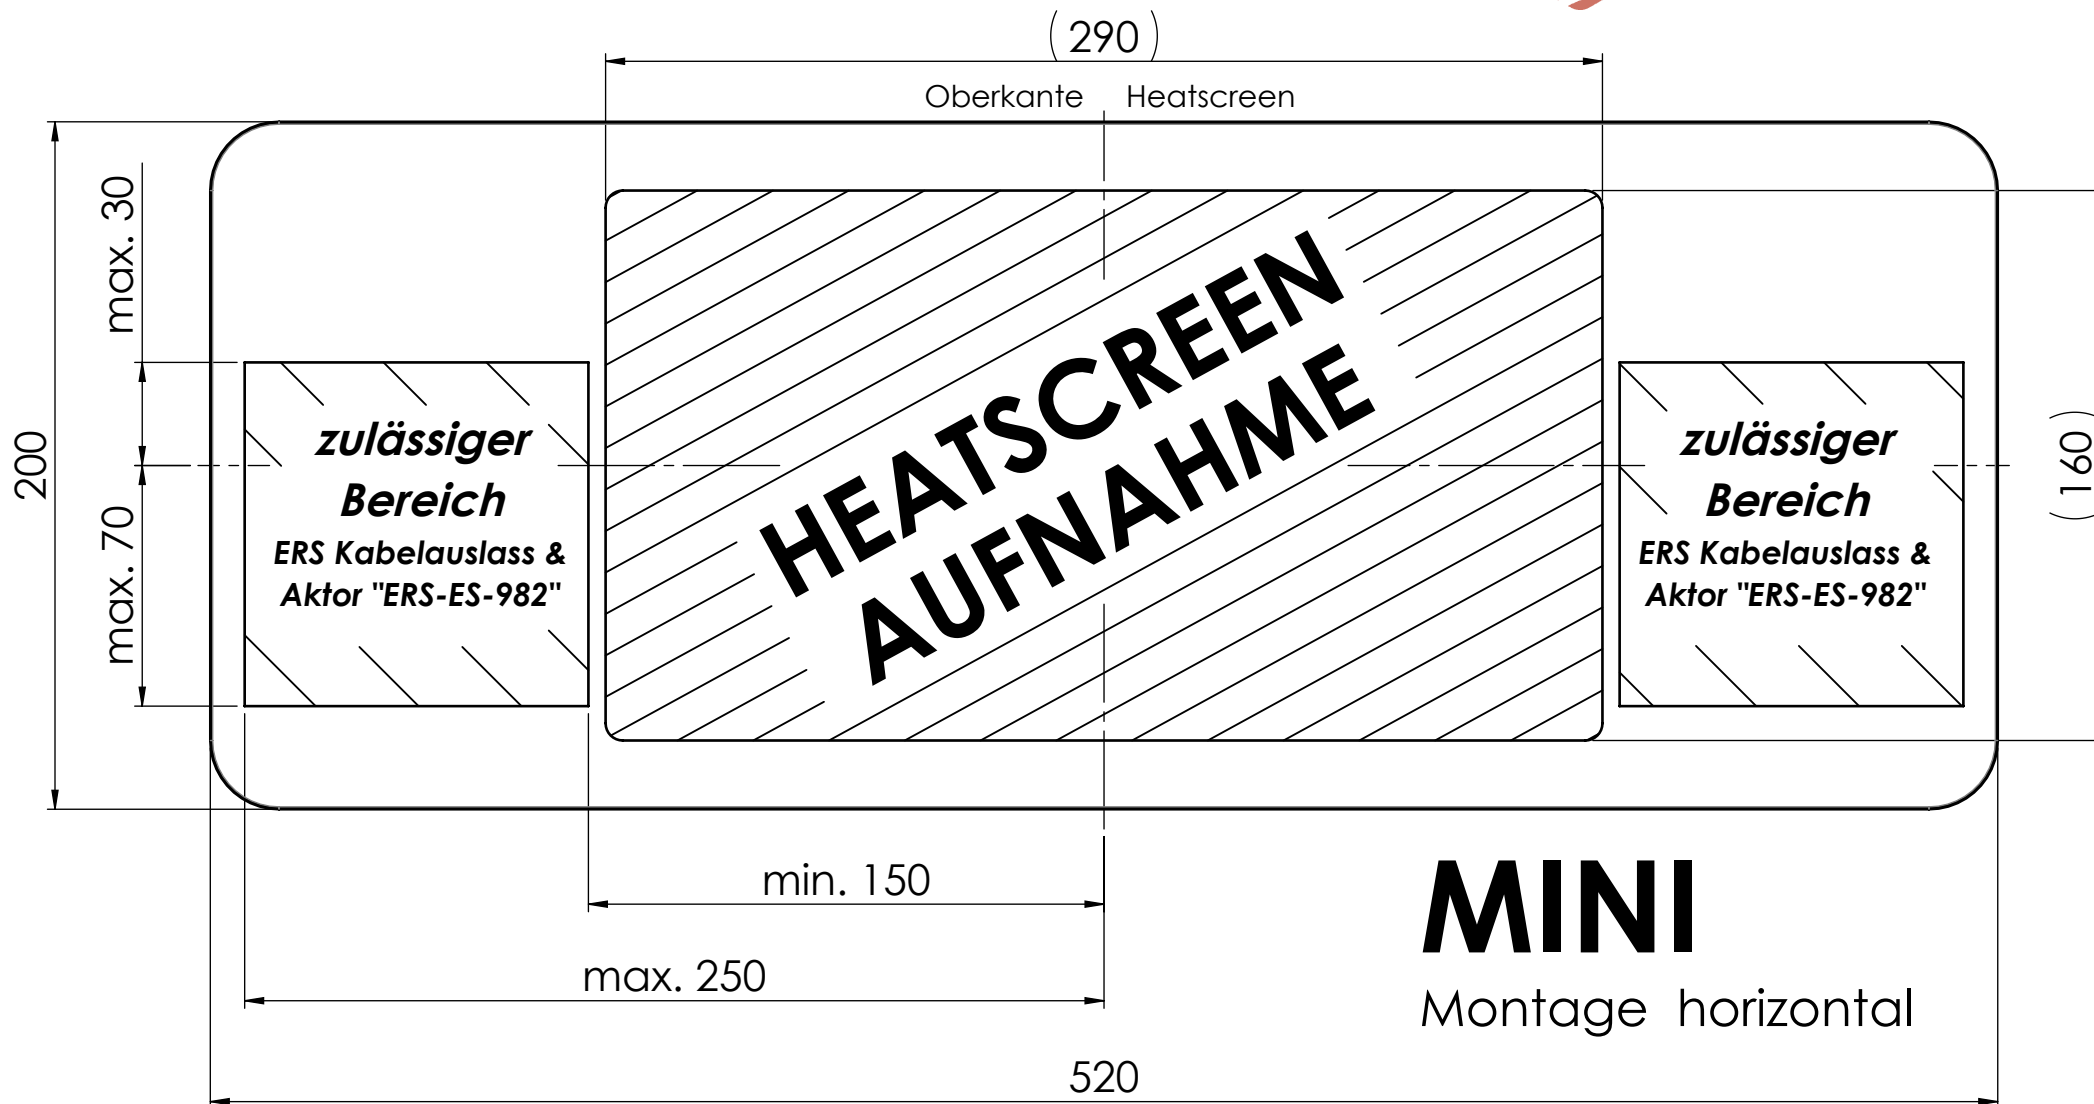 (290)
Oberkante Heatscreen
200
max. 30
max. 70
zulässiger
Bereich
ERS Kabelauslass &
Aktor "ERS-ES-982"
HEATSCREEN
AUFNAHME
zulässiger
Bereich
ERS Kabelauslass &
Aktor "ERS-ES-982"
(160)
min. 150
max. 250
520
MINI
Montage horizontal